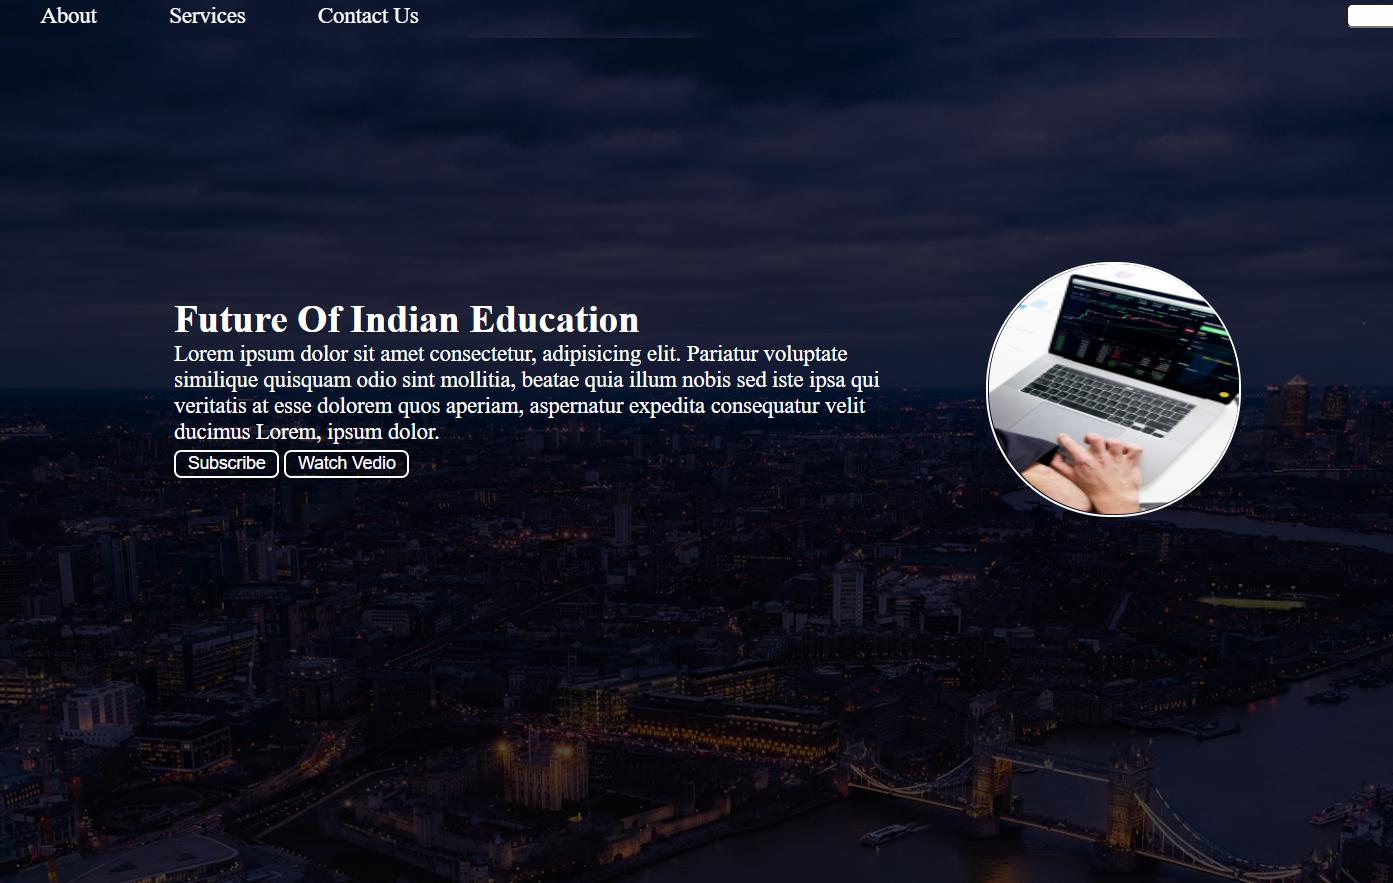 About Services Contact Us
Future Of Indian Education
Lorem ipsum dolor sit amet consectetur, adipisicing elit. Pariatur voluptate
similique quisquam odio sint mollitia, beatae quia illum nobis sed iste ipsa qui
veritatis at esse dolorem quos aperiam, aspernatur expedita consequatur velit
ducimus Lorem, ipsum dolor.
Subscribe Watch Vedio